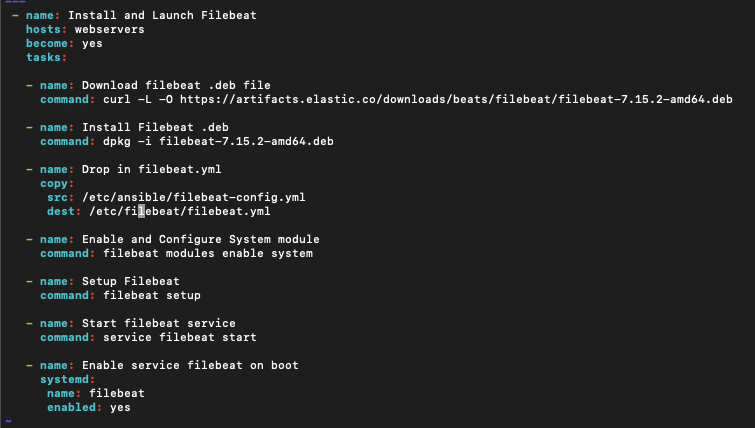 ---
- name: Install and Launch Filebeat
hosts: webservers
become: yes
tasks:
- name: Download filebeat .deb file
command: curl -L -O https://artifacts.elastic.co/downloads/beats/filebeat/filebeat-7.15.2-amd64.deb
- name: Install Filebeat .deb
command: dpkg -i filebeat-7.15.2-amd64.deb
- name: Drop in filebeat.yml
copy:
src: /etc/ansible/filebeat-config.yml
dest: /etc/filebeat/filebeat.yml
- name: Enable and Configure System module
command: filebeat modules enable system
- name: Setup Filebeat
command: filebeat setup
- name: Start filebeat service
command: service filebeat start
- name: Enable service filebeat on boot
systemd:
name: filebeat
enabled: yes
~